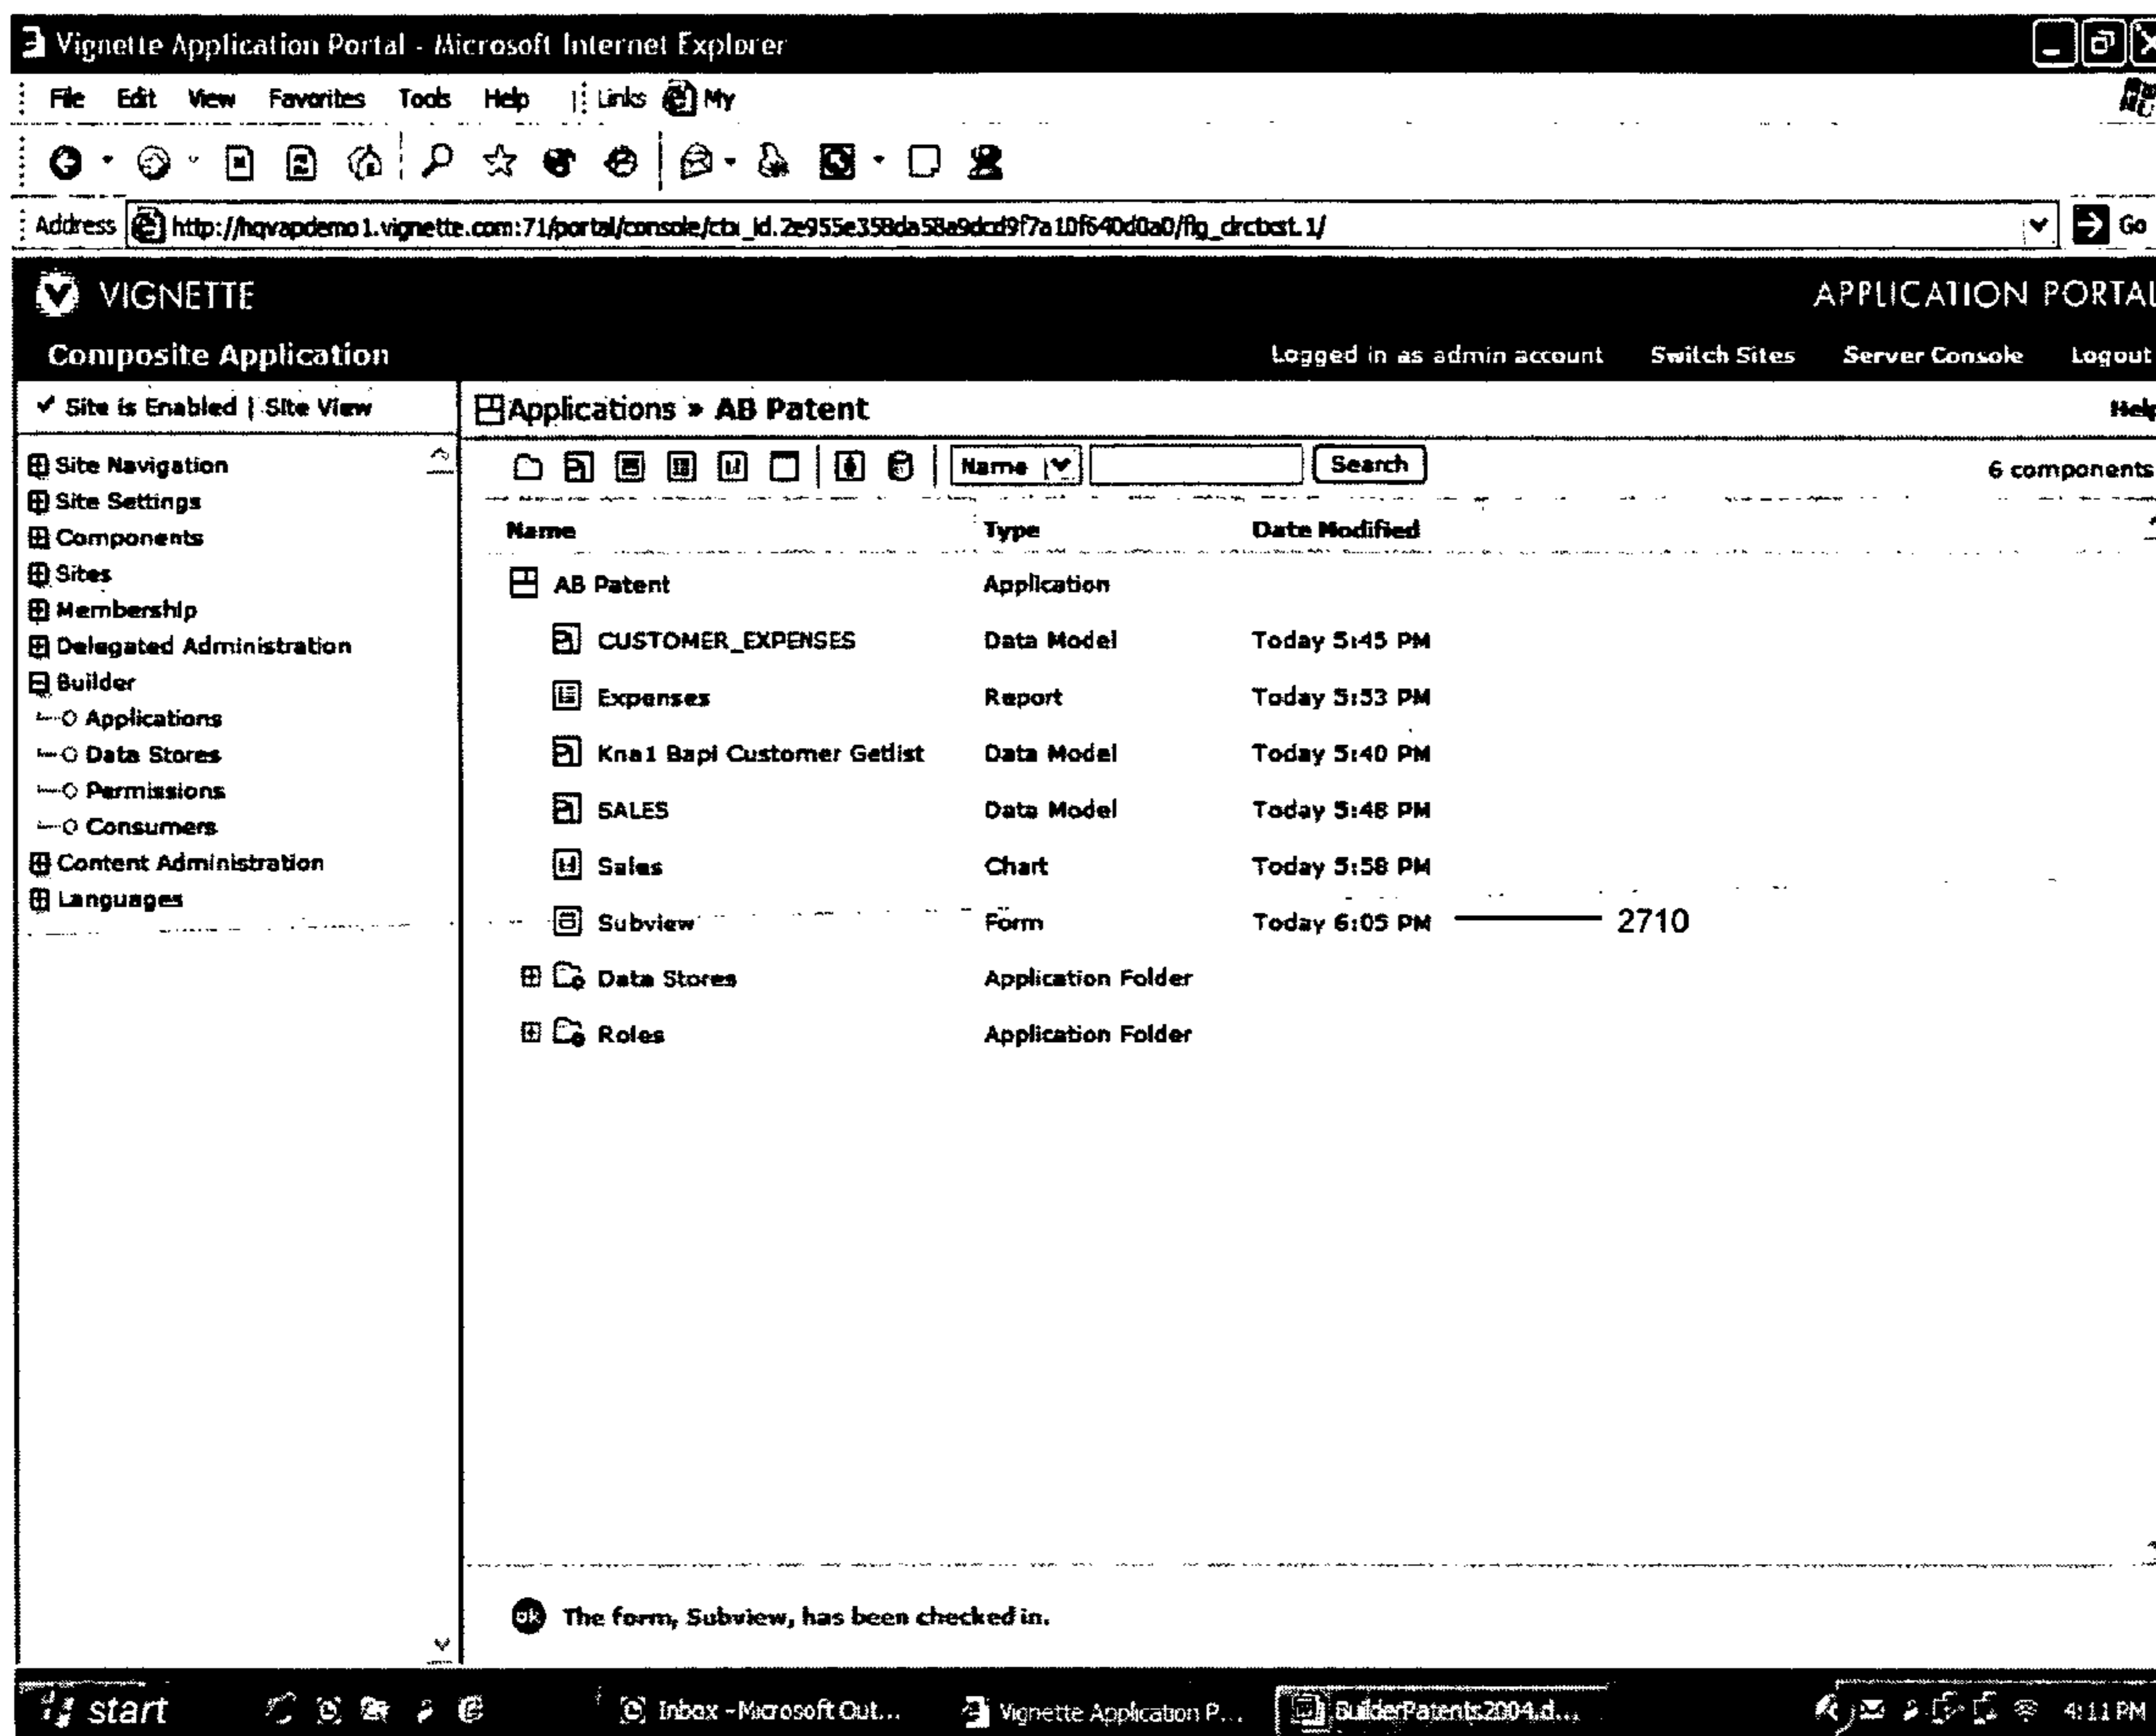 Vignette Application Portal - Microsoft Internet Explorer
File Edit View Favorites Tools Help Links My
Address http://hqvapdemo1.vignette.com:71/portal/console/ctx_id.2e955e358da58a9dcd9f7a10f640d0a0/flg_drctxst.1/ Go
VIGNETTE APPLICATION PORTAL
Composite Application Logged in as admin account Switch Sites Server Console Logout
✔ Site is Enabled | Site View
Applications » AB Patent Help
Site Navigation
Site Settings
Components
Sites
Membership
Delegated Administration
Builder
Applications
Data Stores
Permissions
Consumers
Content Administration
Languages
Name Search 6 components
Name Type Date Modified
AB Patent Application
CUSTOMER_EXPENSES Data Model Today 5:45 PM
Expenses Report Today 5:53 PM
Kna1 Bapi Customer Getlist Data Model Today 5:40 PM
SALES Data Model Today 5:48 PM
Sales Chart Today 5:58 PM
Subview Form Today 6:05 PM 2710
Data Stores Application Folder
Roles Application Folder
ok The form, Subview, has been checked in.
start Inbox - Microsoft Out... Vignette Application P... BuilderPatents2004.d... 4:11 PM